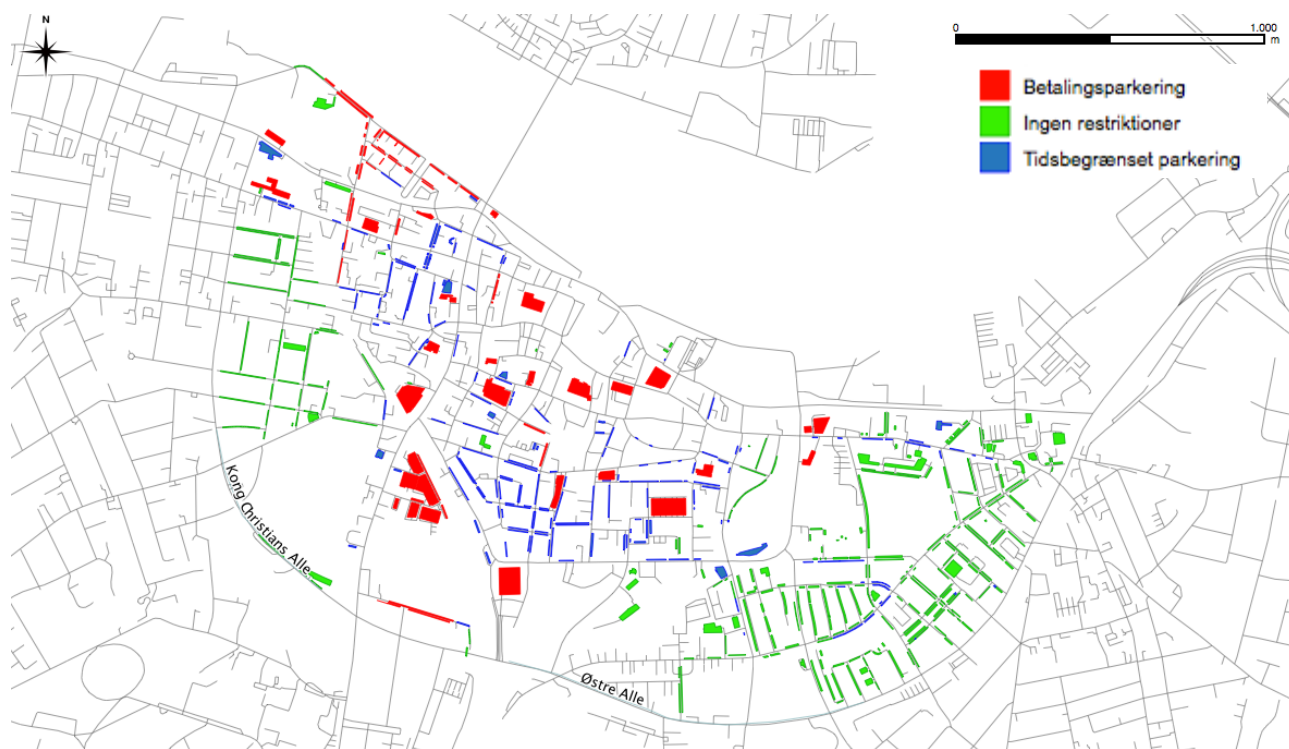 N
0
1.000
m
Betalingsparkering
Ingen restriktioner
Tidsbegrænset parkering
Kong Christians Alle
Østre Alle